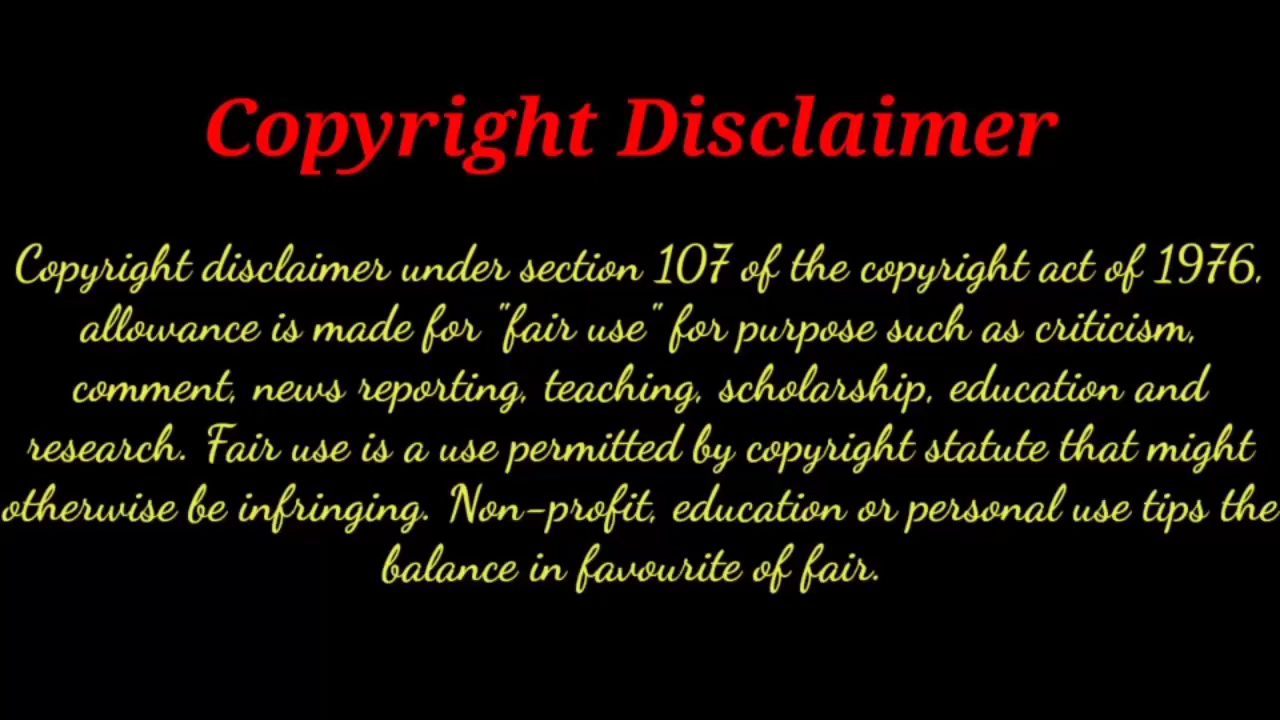 Copyright Disclaimer
Copyright disclaimer under section 107 of the copyright act of 1976,
allowance is made for "fair use" for purpose such as criticism,
comment, news reporting, teaching, scholarship, education and
research. Fair use is a use permitted by copyright statute that might
otherwise be infringing. Non-profit, education or personal use tips the
balance in favourite of fair.